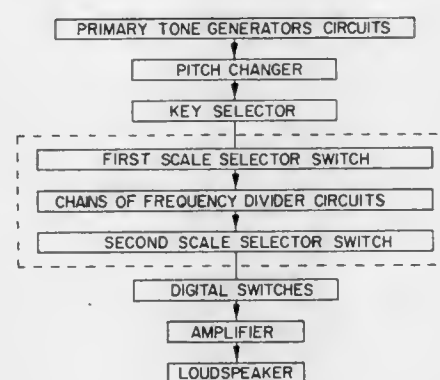 PRIMARY TONE GENERATORS CIRCUITS
PITCH CHANGER
KEY SELECTOR
FIRST SCALE SELECTOR SWITCH
CHAINS OF FREQUENCY DIVIDER CIRCUITS
SECOND SCALE SELECTOR SWITCH
DIGITAL SWITCHES
AMPLIFIER
LOUDSPEAKER